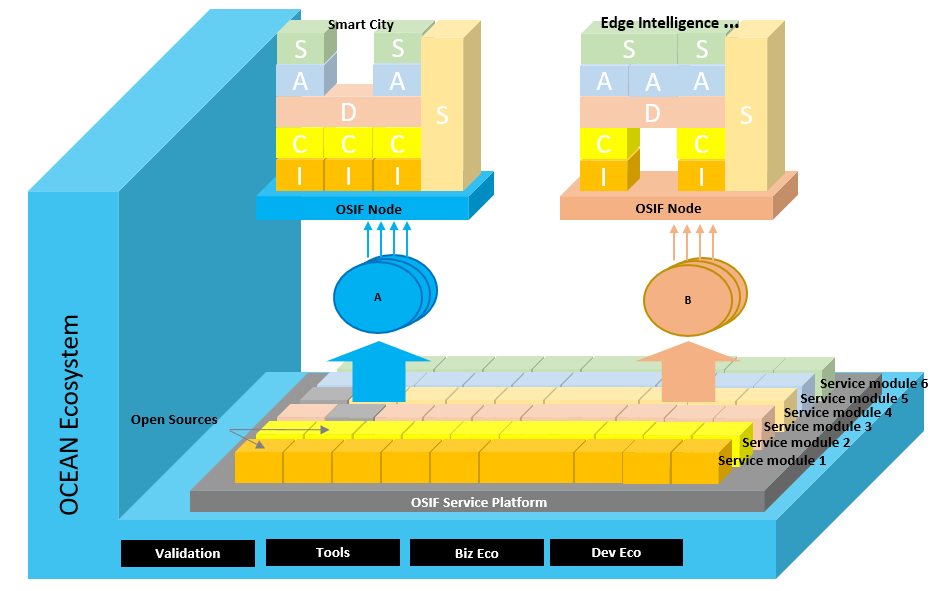 Smart City
Edge Intelligence ...
S S
A A
D
S
C C C
I I I
OSIF Node
S S
A A A
D
S
C C
I I
OSIF Node
A
B
OCEAN Ecosystem
Open Sources
Service module 6
Service module 5
Service module 4
Service module 3
Service module 2
Service module 1
OSIF Service Platform
Validation
Tools
Biz Eco
Dev Eco